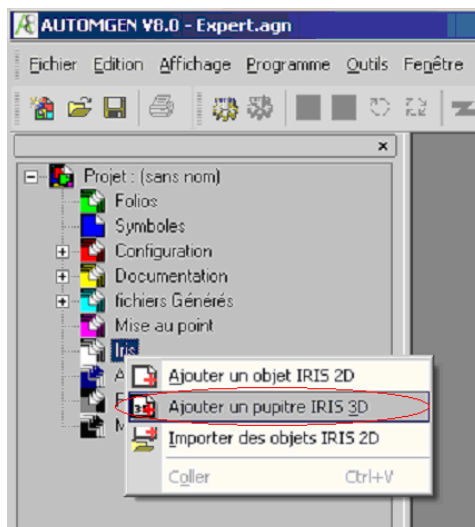 AUTOMGEN V8.0 - Expert.agn
Fichier Edition Affichage Programme Outils Fenêtre
Projet : (sans nom)
Folios
Symboles
Configuration
Documentation
fichiers Générés
Mise au point
Iris
Ajouter un objet IRIS 2D
Ajouter un pupitre IRIS 3D
Importer des objets IRIS 2D
Coller Ctrl+V